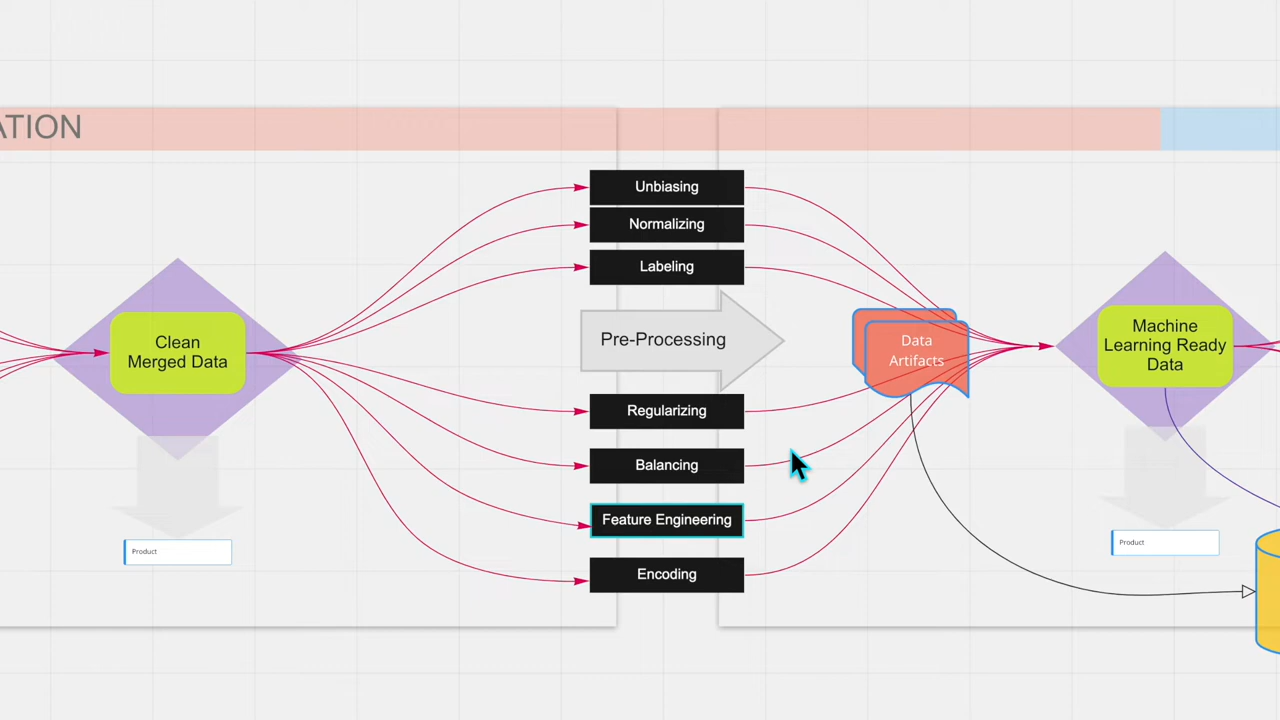 ATION
Unbiasing
Normalizing
Labeling
Clean
Merged Data
Pre-Processing
Data
Artifacts
Machine
Learning Ready
Data
Regularizing
Balancing
Feature Engineering
Encoding
Product
Product